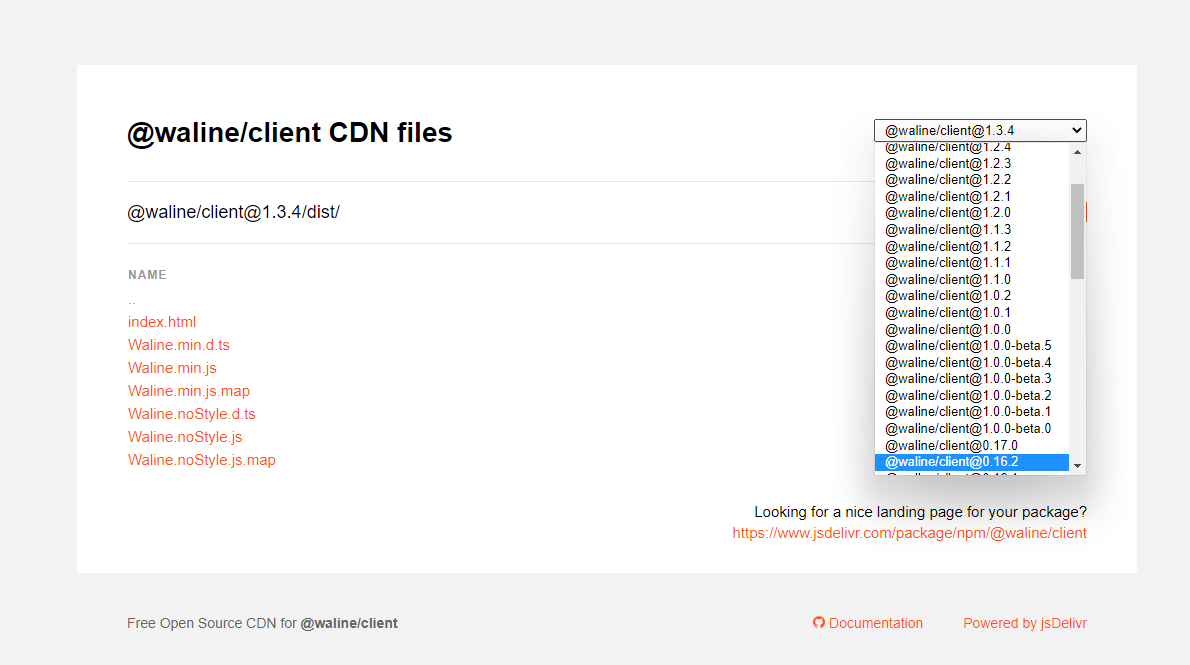 @waline/client CDN files
@waline/client@1.3.4
@waline/client@1.2.4
@waline/client@1.2.3
@waline/client@1.2.2
@waline/client@1.2.1
@waline/client@1.2.0
@waline/client@1.1.3
@waline/client@1.1.2
@waline/client@1.1.1
@waline/client@1.1.0
@waline/client@1.0.2
@waline/client@1.0.1
@waline/client@1.0.0
@waline/client@1.0.0-beta.5
@waline/client@1.0.0-beta.4
@waline/client@1.0.0-beta.3
@waline/client@1.0.0-beta.2
@waline/client@1.0.0-beta.1
@waline/client@1.0.0-beta.0
@waline/client@0.17.0
@waline/client@0.16.2
@waline/client@1.3.4/dist/
NAME
..
index.html
Waline.min.d.ts
Waline.min.js
Waline.min.js.map
Waline.noStyle.d.ts
Waline.noStyle.js
Waline.noStyle.js.map
Looking for a nice landing page for your package?
https://www.jsdelivr.com/package/npm/@waline/client
Free Open Source CDN for @waline/client
Documentation
Powered by jsDelivr